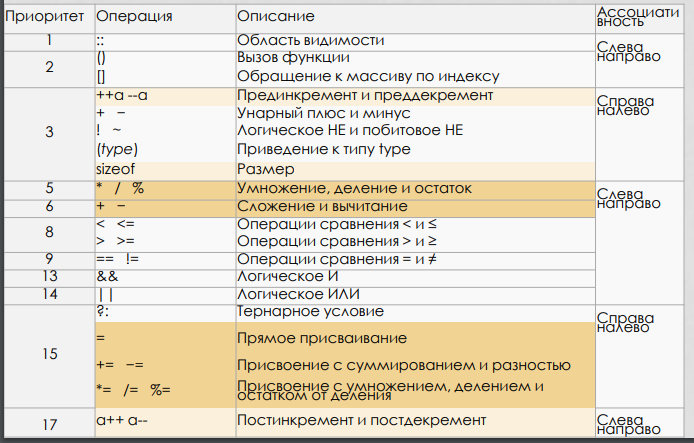 Приоритет Операция Описание Ассоциативность
1 :: Область видимости Слева направо
2 () Вызов функции
[] Обращение к массиву по индексу
3 ++a --a Прединкремент и преддекремент Справа налево
+ − Унарный плюс и минус
! ~ Логическое НЕ и побитовое НЕ
(type) Приведение к типу type
sizeof Размер
5 * / % Умножение, деление и остаток Слева направо
6 + − Сложение и вычитание
8 < <= Операции сравнения < и ≤
> >= Операции сравнения > и ≥
9 == != Операции сравнения = и ≠
13 && Логическое И
14 || Логическое ИЛИ
15 ?: Тернарное условие Справа налево
= Прямое присваивание
+= −= Присвоение с суммированием и разностью
*= /= %= Присвоение с умножением, делением и
остатком от деления
17 a++ a-- Постинкремент и постдекремент Слева направо